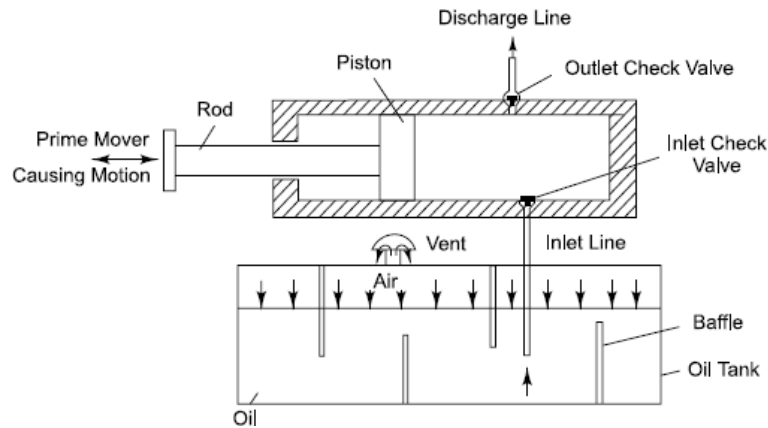 Discharge Line
Piston
Outlet Check Valve
Rod
Prime Mover
Causing Motion
Inlet Check
Valve
Vent
Inlet Line
Air
Baffle
Oil Tank
Oil